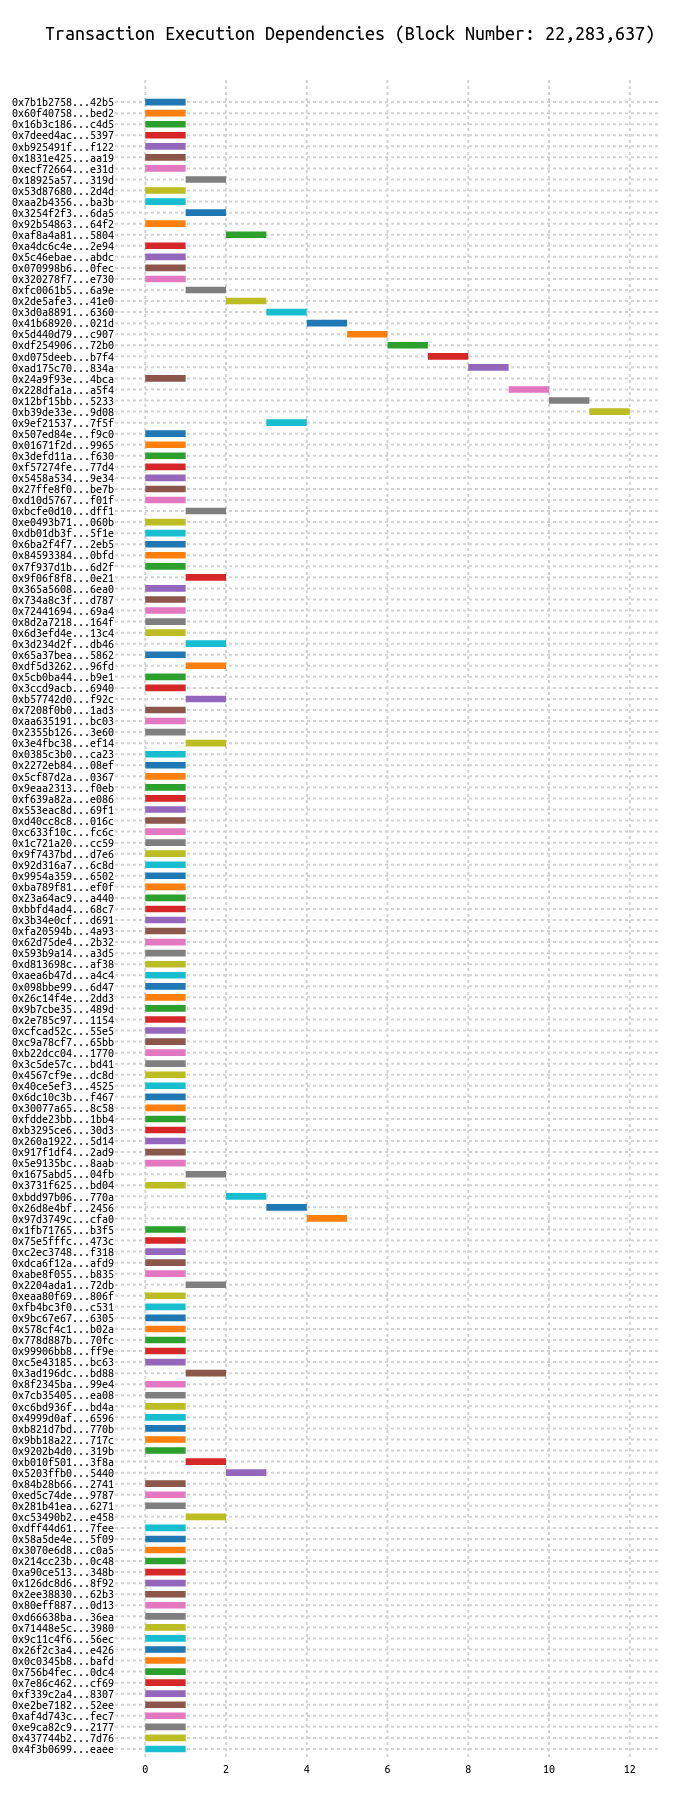 Transaction Execution Dependencies (Block Number: 22,283,637)
0x7b1b2758...42b5
0x60f40758...bed2
0x16b3c186...c4d5
0x7deed4ac...5397
0xb925491f...f122
0x1831e425...aa19
0xecf72664...e31d
0x18925a57...319d
0x53d87680...2d4d
0xaa2b4356...ba3b
0x3254f2f3...6da5
0x92b54863...64f2
0xaf8a4a81...5804
0xa4dc6c4e...2e94
0x5c46ebae...abdc
0x070998b6...0fec
0x320278f7...e730
0xfc0061b5...6a9e
0x2de5afe3...41e0
0x3d0a8891...6360
0x41b68920...021d
0x5d440d79...c907
0xdf254906...72b0
0xd075deeb...b7f4
0xad175c70...834a
0x24a9f93e...4bca
0x228dfa1a...a5f4
0x12bf15bb...5233
0xb39de33e...9d08
0x9ef21537...7f5f
0x507ed84e...f9c0
0x01671f2d...9965
0x3defd11a...f630
0xf57274fe...77d4
0x5458a534...9e34
0x27ffe8f0...be7b
0xd10d5767...f01f
0xbcfe0d10...dff1
0xe0493b71...060b
0xdb01db3f...5f1e
0x6ba2f4f7...2eb5
0x84593384...0bfd
0x7f937d1b...6d2f
0x9f06f8f8...0e21
0x365a5608...6ea0
0x734a8c3f...d787
0x72441694...69a4
0x8d2a7218...164f
0x6d3efd4e...13c4
0x3d234d2f...db46
0x65a37bea...5862
0xdf5d3262...96fd
0x5cb0ba44...b9e1
0x3ccd9acb...6940
0xb57742d0...f92c
0x7208f0b0...1ad3
0xaa635191...bc03
0x2355b126...3e60
0x3e4fbc38...ef14
0x0385c3b0...ca23
0x2272eb84...08ef
0x5cf87d2a...0367
0x9eaa2313...f0eb
0xf639a82a...e086
0x553eac8d...69f1
0xd40cc8c8...016c
0xc633f10c...fc6c
0x1c721a20...cc59
0x9f7437bd...d7e6
0x92d316a7...6c8d
0x9954a359...6502
0xba789f81...ef0f
0x23a64ac9...a440
0xbbfd4ad4...68c7
0x3b34e0cf...d691
0xfa20594b...4a93
0x62d75de4...2b32
0x593b9a14...a3d5
0xd813698c...af38
0xaea6b47d...a4c4
0x098bbe99...6d47
0x26c14f4e...2dd3
0x9b7cbe35...489d
0x2e785c97...1154
0xcfcad52c...55e5
0xc9a78cf7...65bb
0xb22dcc04...1770
0x3c5de57c...bd41
0x4567cf9e...dc8d
0x40ce5ef3...4525
0x6dc10c3b...f467
0x30077a65...8c58
0xfdde23bb...1bb4
0xb3295ce6...30d3
0x260a1922...5d14
0x917f1df4...2ad9
0x5e9135bc...8aab
0x1675abd5...04fb
0x3731f625...bd04
0xbdd97b06...770a
0x26d8e4bf...2456
0x97d3749c...cfa0
0x1fb71765...b3f5
0x75e5fffc...473c
0xc2ec3748...f318
0xdca6f12a...afd9
0xabe8f055...b835
0x2204ada1...72db
0xeaa80f69...806f
0xfb4bc3f0...c531
0x9bc67e67...6305
0x578cf4c1...b02a
0x778d887b...70fc
0x99906bb8...ff9e
0xc5e43185...bc63
0x3ad196dc...bd88
0x8f2345ba...99e4
0x7cb35405...ea08
0xc6bd936f...bd4a
0x4999d0af...6596
0xb821d7bd...770b
0x9bb18a22...717c
0x9202b4d0...319b
0xb010f501...3f8a
0x5203ffb0...5440
0x84b28b66...2741
0xed5c74de...9787
0x281b41ea...6271
0xc53490b2...e458
0xdff44d61...7fee
0x58a5de4e...5f09
0x3070e6d8...c0a5
0x214cc23b...0c48
0xa90ce513...348b
0x126dc8d6...8f92
0x2ee38830...62b3
0x80eff887...0d13
0xd66638ba...36ea
0x71448e5c...3980
0x9c11c4f6...56ec
0x26f2c3a4...e426
0x0c0345b8...bafd
0x756b4fec...0dc4
0x7e86c462...cf69
0xf339c2a4...8307
0xe2be7182...52ee
0xaf4d743c...fec7
0xe9ca82c9...2177
0x437744b2...7d76
0x4f3b0699...eaee
0 2 4 6 8 10 12